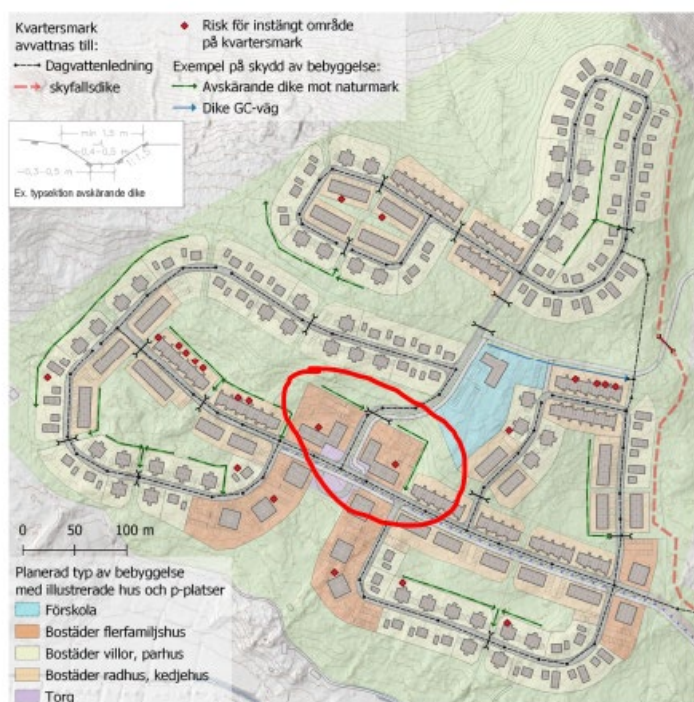 Kvartersmark
avvattnas till:
Dagvattenledning
skyfallsdike
Risk för instängt område
på kvartersmark
Exempel på skydd av bebyggelse:
Avskärande dike mot naturmark
Dike GC-väg
min 1,5 m
~0,4-0,5 m
~0,3-0,5 m
1:1,5
Ex. typsektion avskärande dike
0 50 100 m
Planerad typ av bebyggelse
med illustrerade hus och p-platser
Förskola
Bostäder flerfamiljshus
Bostäder villor, parhus
Bostäder radhus, kedjehus
Torg